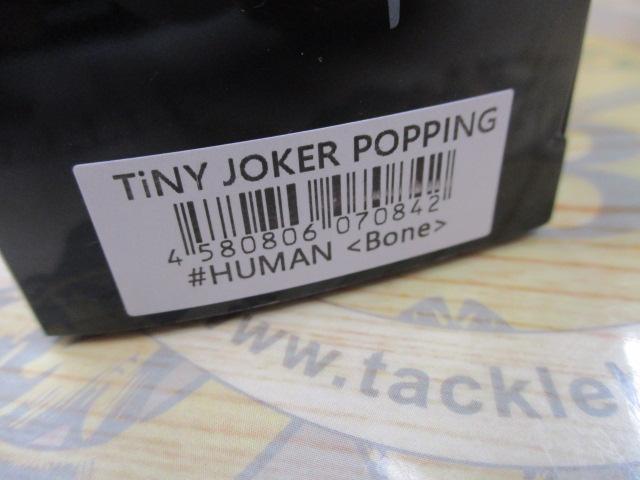 TiNY JOKER POPPING
4 580806 070842
#HUMAN <Bone>
www.tackle